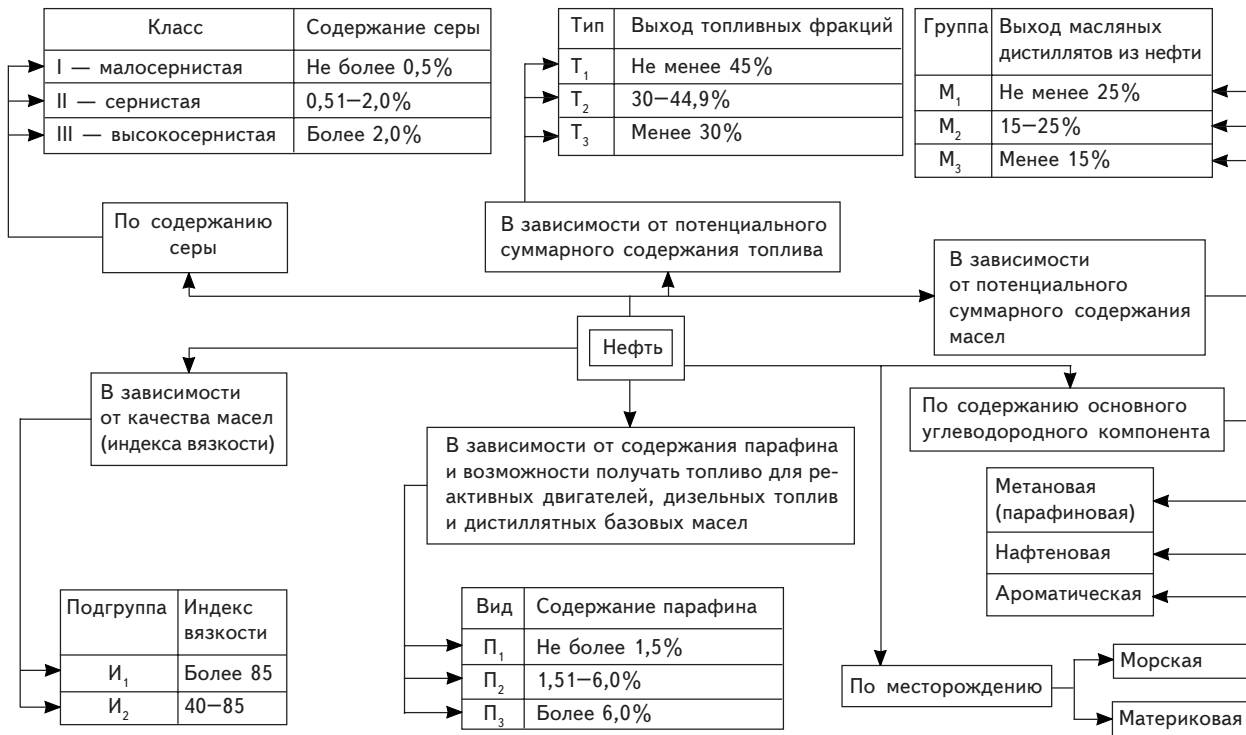 Класс Содержание серы
I — малосернистая Не более 0,5%
II — сернистая 0,51—2,0%
III — высокосернистая Более 2,0%
Тип Выход топливных фракций
Т₁ Не менее 45%
Т₂ 30—44,9%
Т₃ Менее 30%
Группа Выход масляных
дистиллятов из нефти
М₁ Не менее 25%
М₂ 15—25%
М₃ Менее 15%
По содержанию
серы
В зависимости от потенциального
суммарного содержания топлива
В зависимости
от потенциального
суммарного содержания
масел
Нефть
В зависимости
от качества масел
(индекса вязкости)
В зависимости от содержания парафина
и возможности получать топливо для ре-
активных двигателей, дизельных топлив
и дистиллятных базовых масел
По содержанию основного
углеводородного компонента
Метановая
(парафиновая)
Нафтеновая
Ароматическая
Подгруппа Индекс
вязкости
И₁ Более 85
И₂ 40—85
Вид Содержание парафина
П₁ Не более 1,5%
П₂ 1,51—6,0%
П₃ Более 6,0%
По месторождению
Морская
Материковая